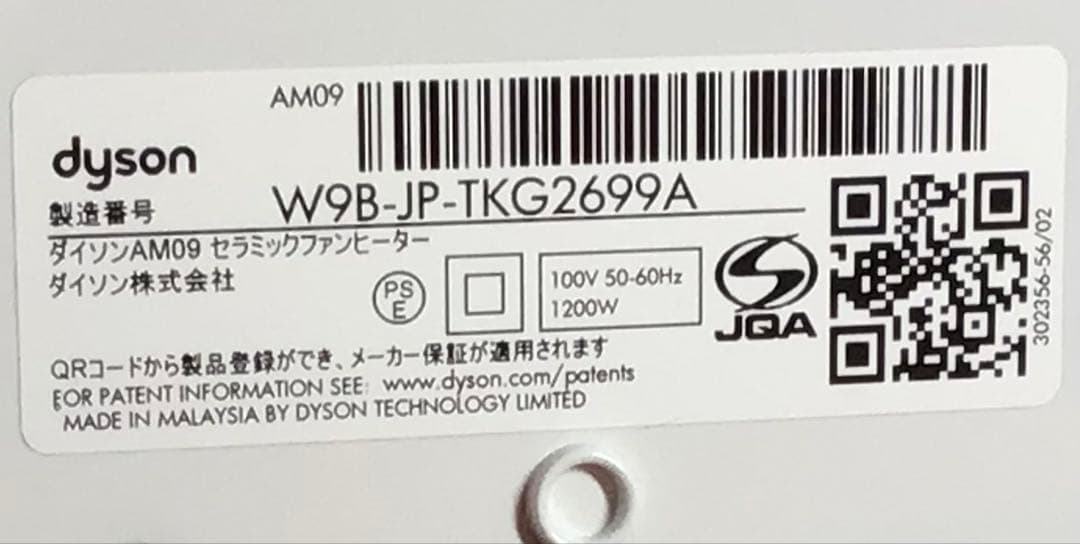 AM09
dyson
製造番号 W9B-JP-TKG2699A
ダイソンAM09 セラミックファンヒーター
ダイソン株式会社
PS
E
100V 50-60Hz
1200W
JQA
302356-56/02
QRコードから製品登録ができ、メーカー保証が適用されます
FOR PATENT INFORMATION SEE: www.dyson.com/patents
MADE IN MALAYSIA BY DYSON TECHNOLOGY LIMITED